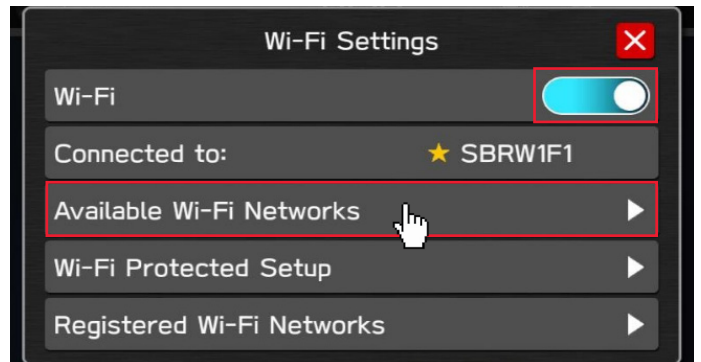 Wi-Fi Settings
Wi-Fi
Connected to: ★ SBRW1F1
Available Wi-Fi Networks
Wi-Fi Protected Setup
Registered Wi-Fi Networks